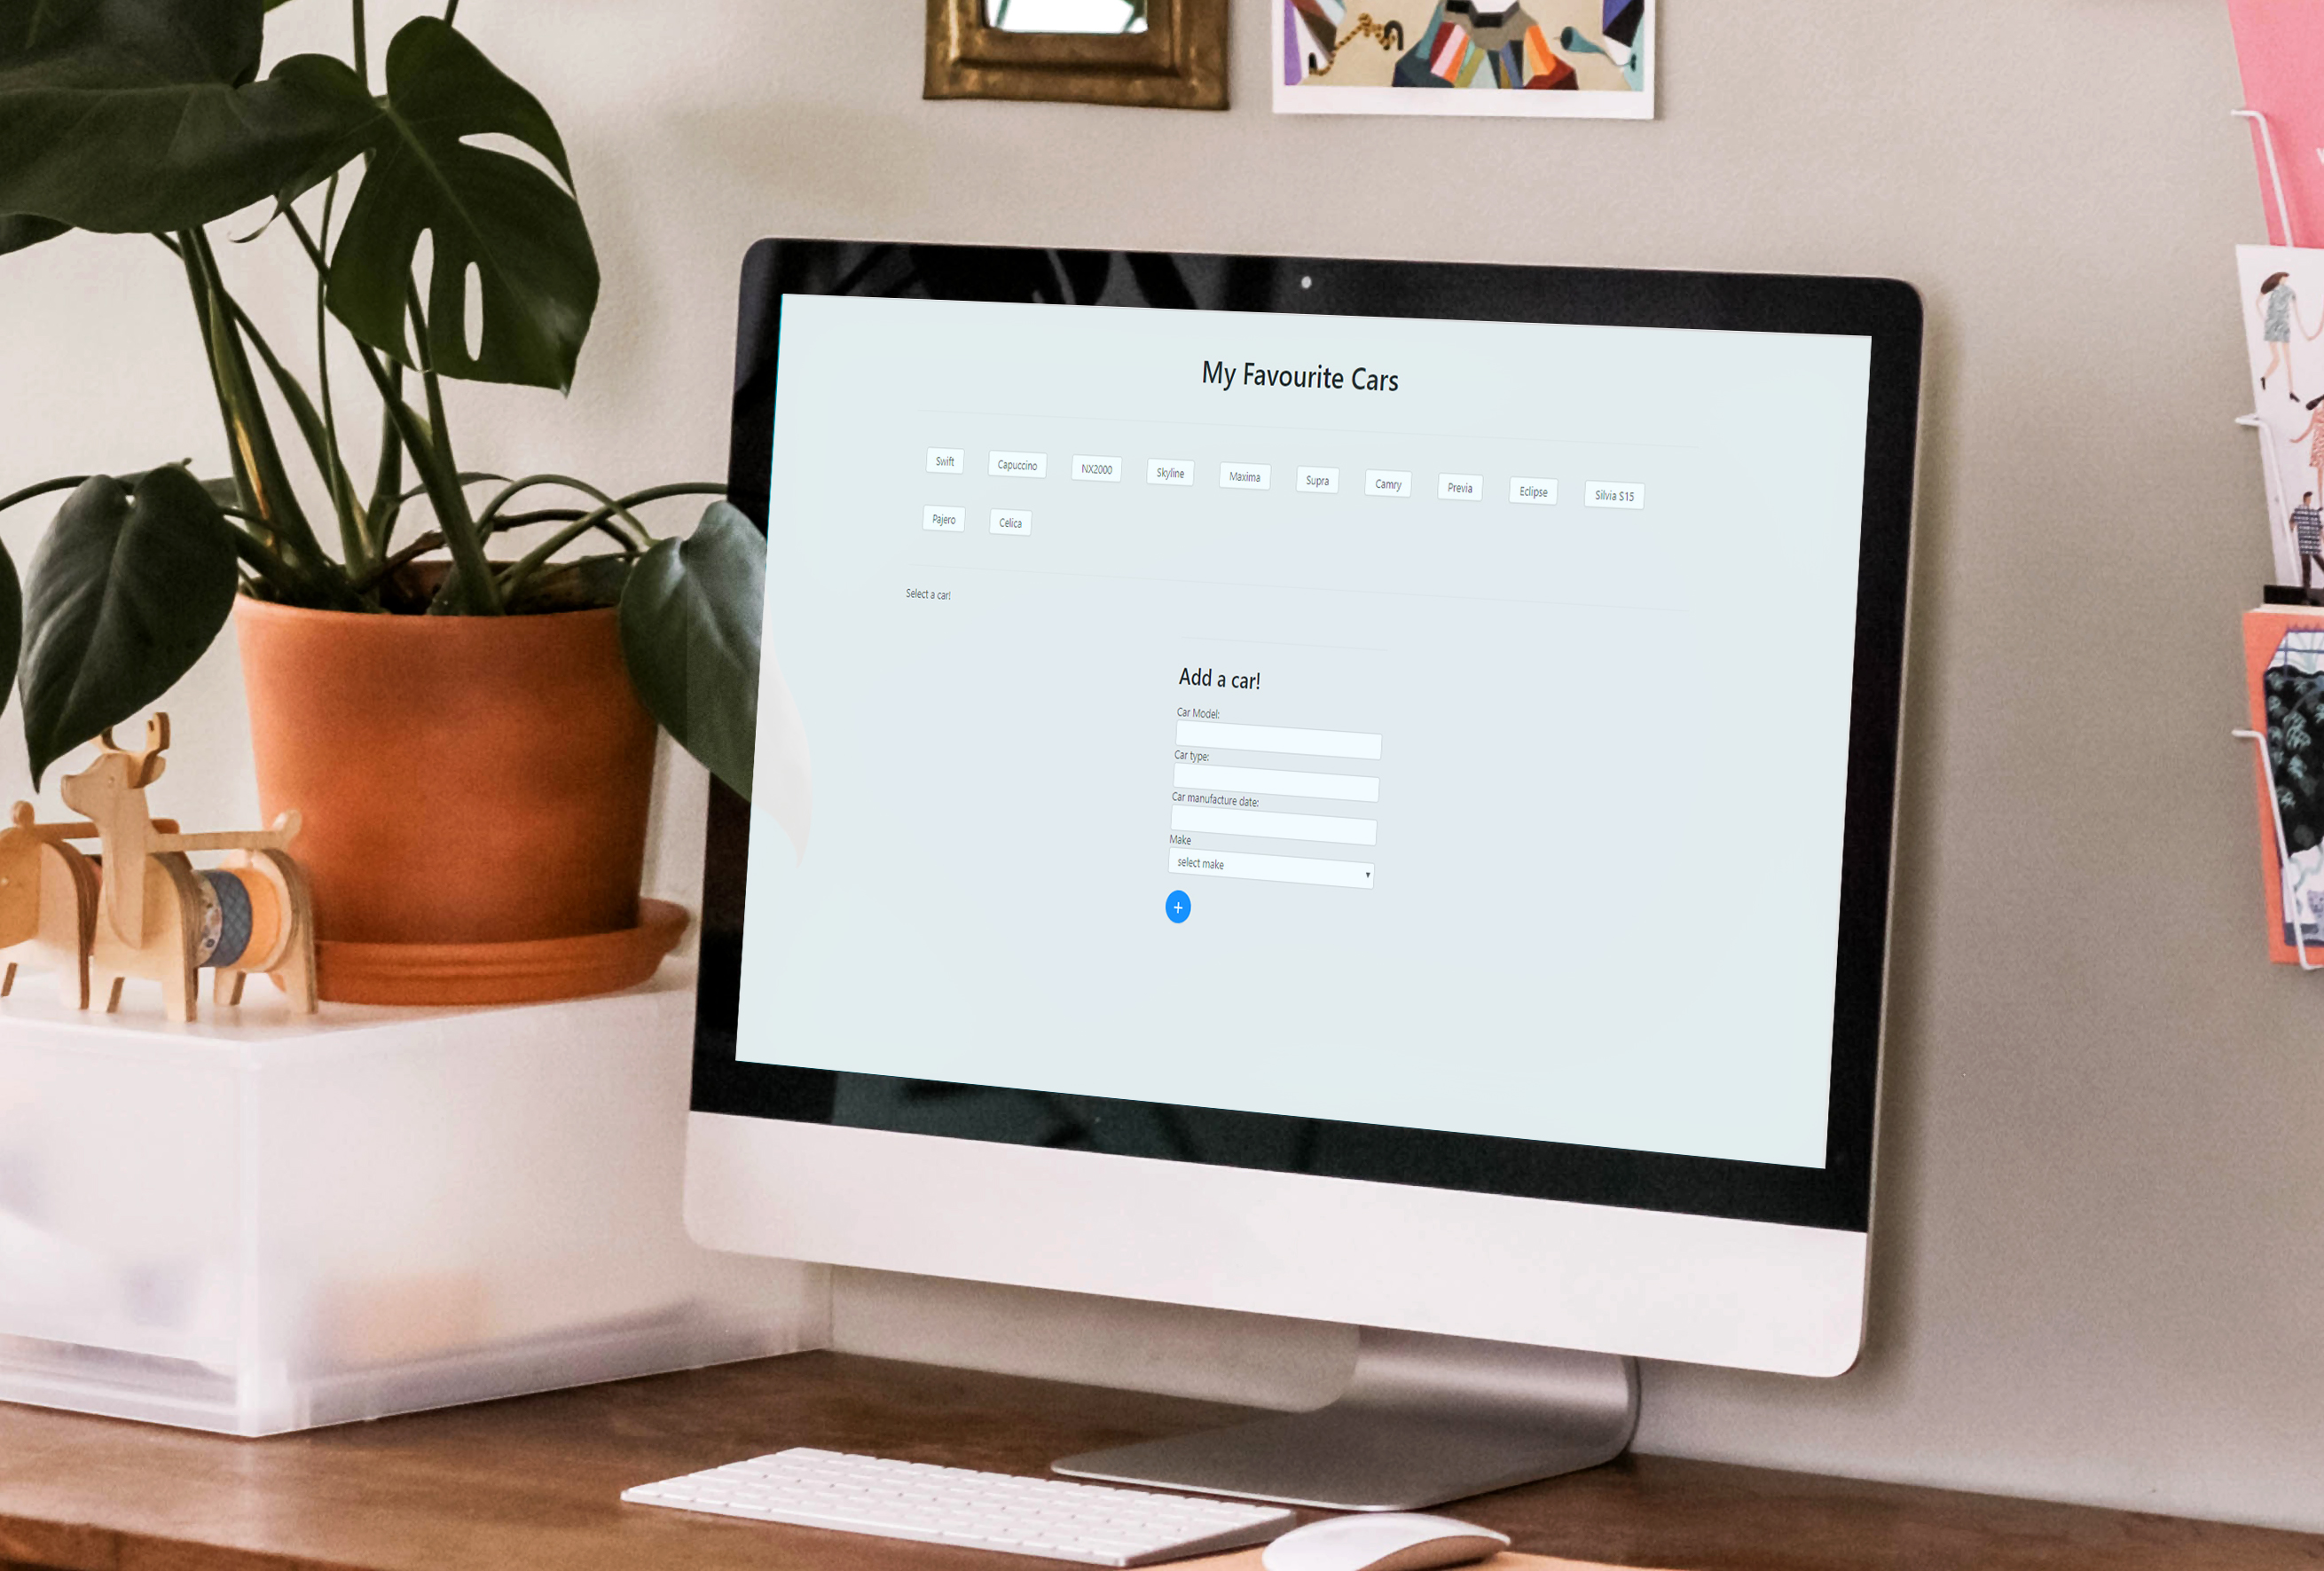 My Favourite Cars
Swift Capuccino NX2000 Skyline Maxima Supra Camry Previa Eclipse Silvia S15
Pajero Celica
Select a car!
Add a car!
Car Model:
Car type:
Car manufacture date:
Make
select make
+